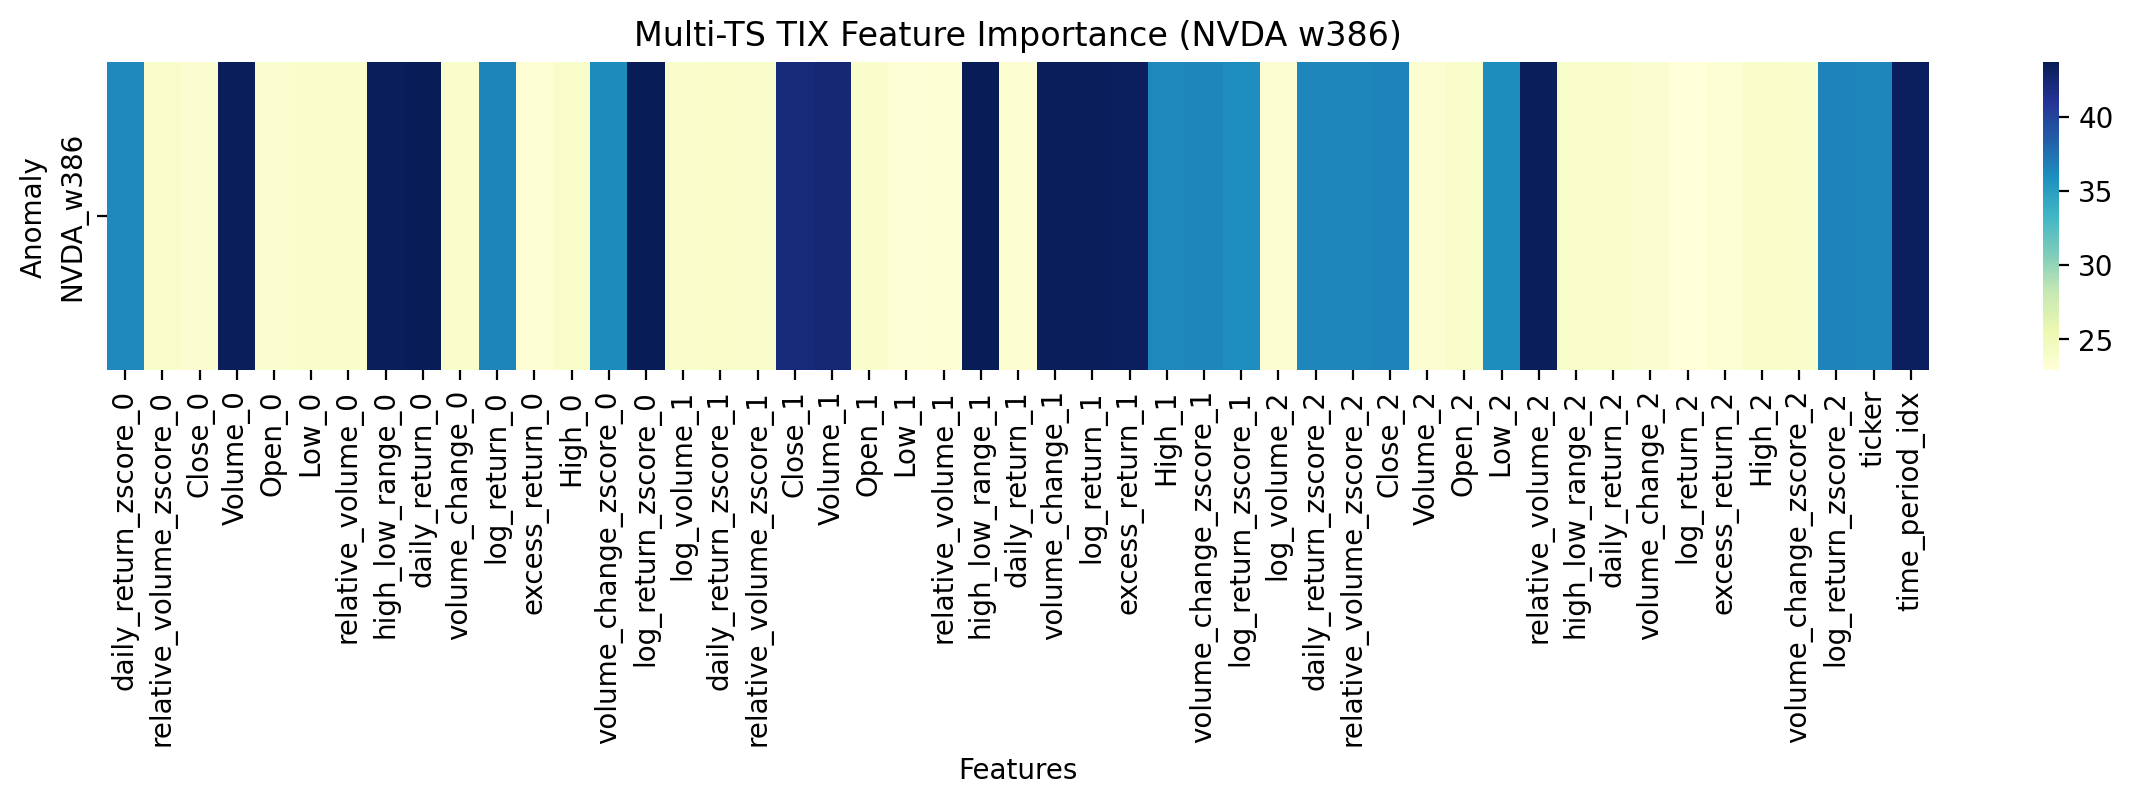 Multi-TS TIX Feature Importance (NVDA w386)
Anomaly
NVDA_w386
40
35
30
25
daily_return_zscore_0
relative_volume_zscore_0
Close_0
Volume_0
Open_0
Low_0
relative_volume_0
high_low_range_0
daily_return_0
volume_change_0
log_return_0
excess_return_0
High_0
volume_change_zscore_0
log_return_zscore_0
log_volume_1
daily_return_zscore_1
relative_volume_zscore_1
Close_1
Volume_1
Open_1
Low_1
relative_volume_1
high_low_range_1
daily_return_1
volume_change_1
log_return_1
excess_return_1
High_1
volume_change_zscore_1
log_return_zscore_1
log_volume_2
daily_return_zscore_2
relative_volume_zscore_2
Close_2
Volume_2
Open_2
Low_2
relative_volume_2
high_low_range_2
daily_return_2
volume_change_2
log_return_2
excess_return_2
High_2
volume_change_zscore_2
log_return_zscore_2
ticker
time_period_idx
Features